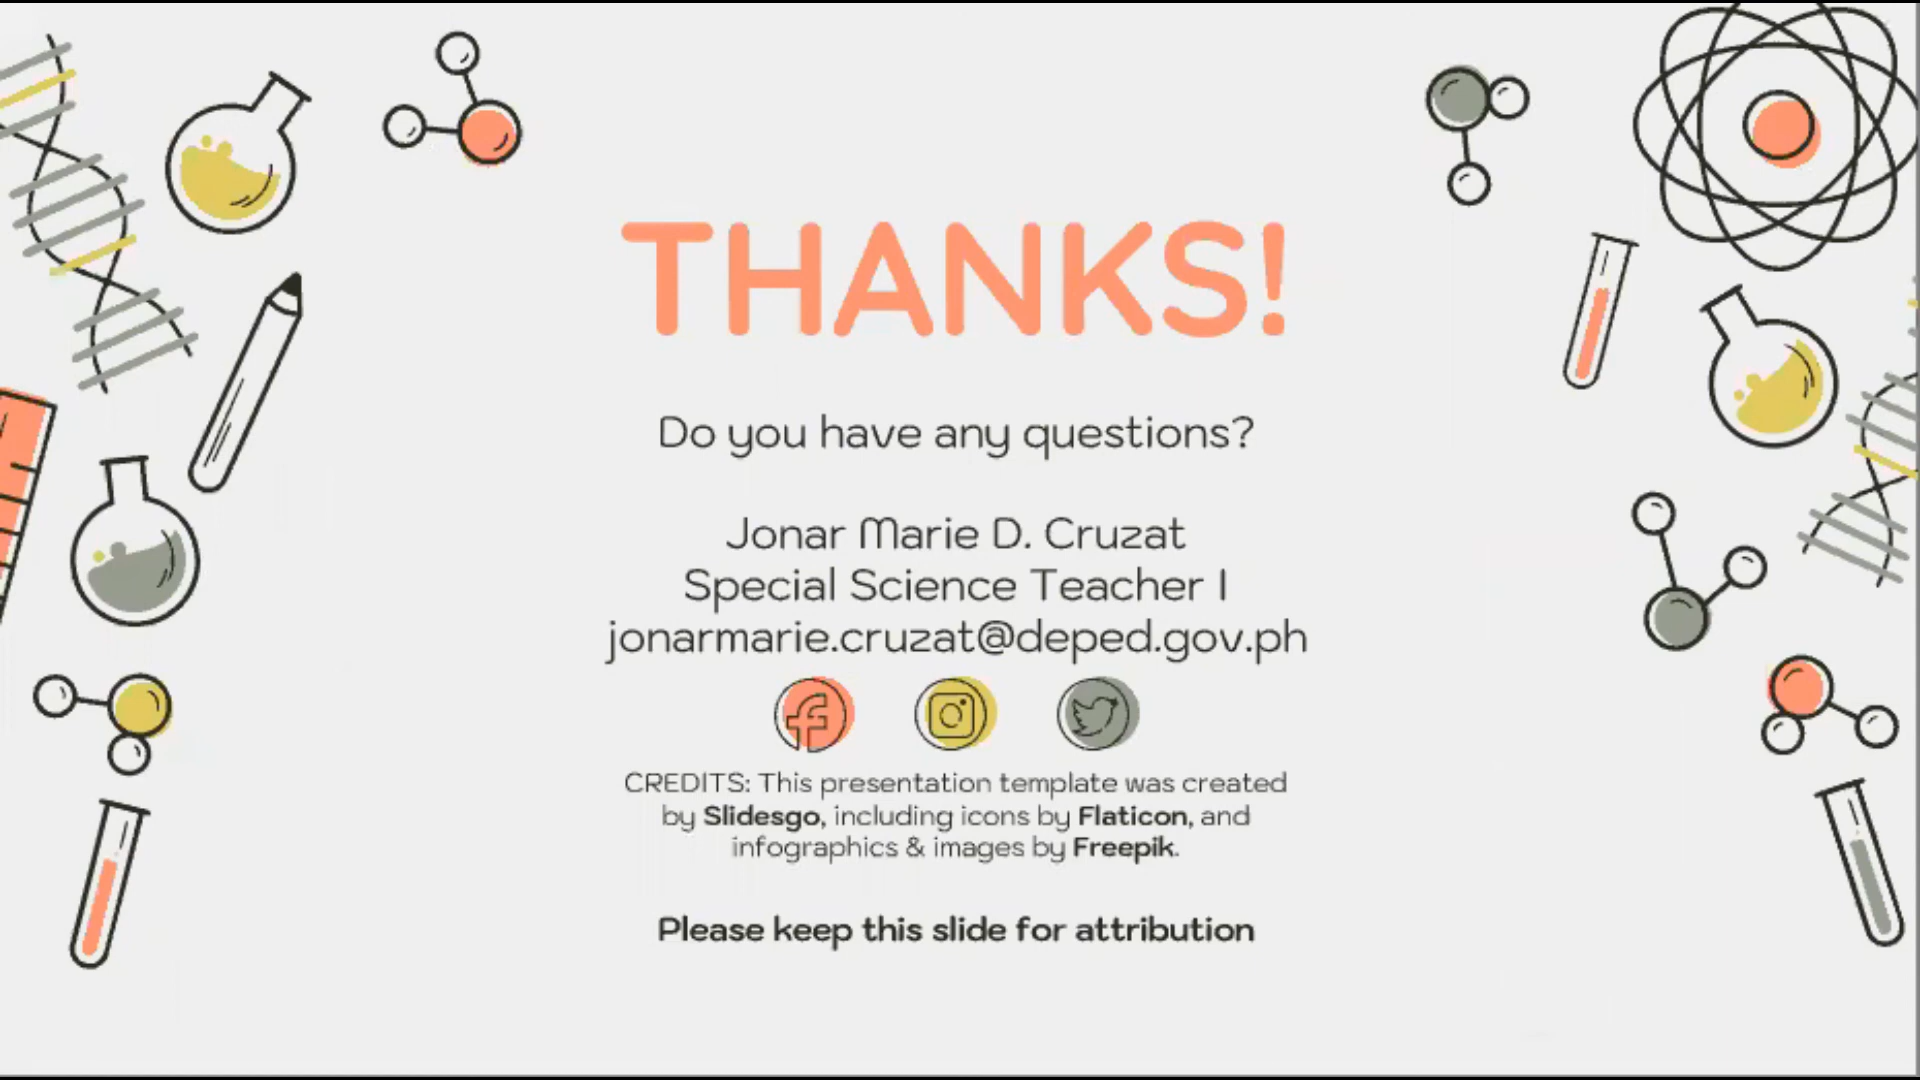 THANKS!
Do you have any questions?
Jonar Marie D. Cruzat
Special Science Teacher I
jonarmarie.cruzat@deped.gov.ph
CREDITS: This presentation template was created
by Slidesgo, including icons by Flaticon, and
infographics & images by Freepik.
Please keep this slide for attribution